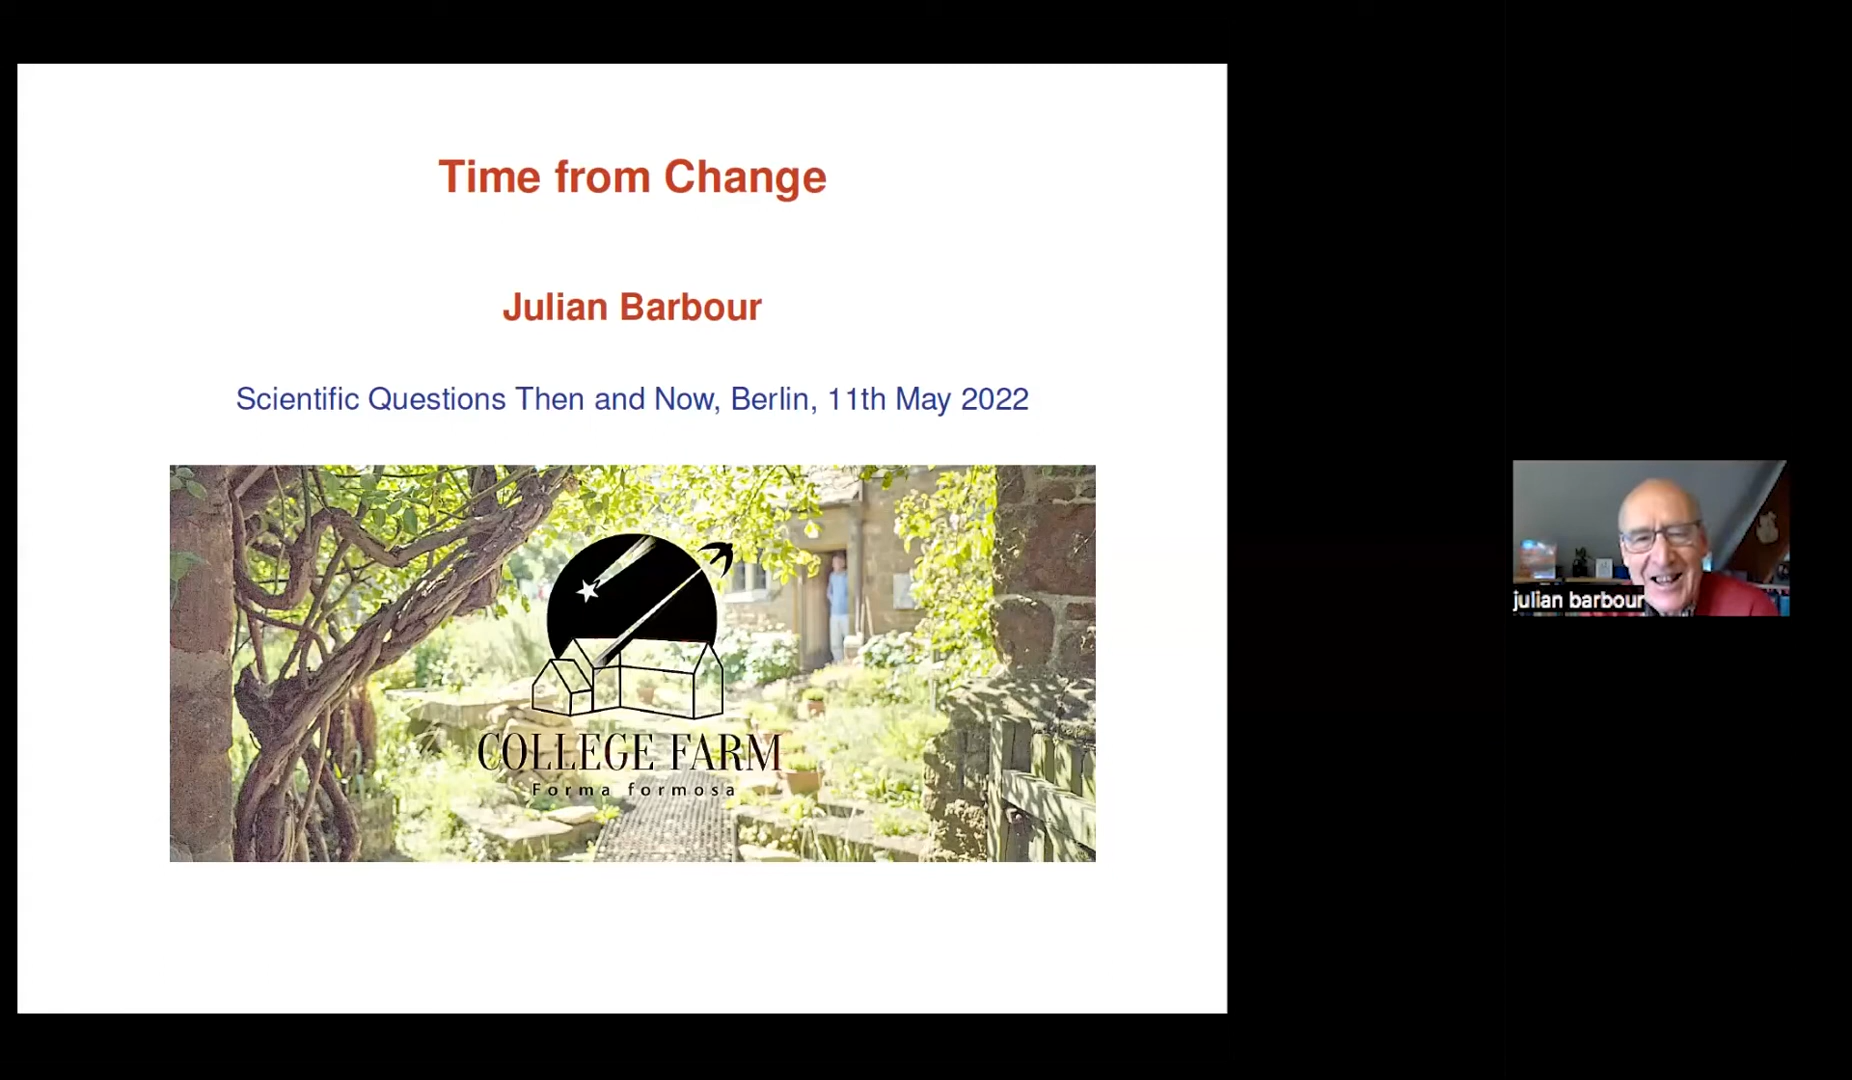 Time from Change
Julian Barbour
Scientific Questions Then and Now, Berlin, 11th May 2022
COLLEGE FARM
Forma formosa
julian barbour